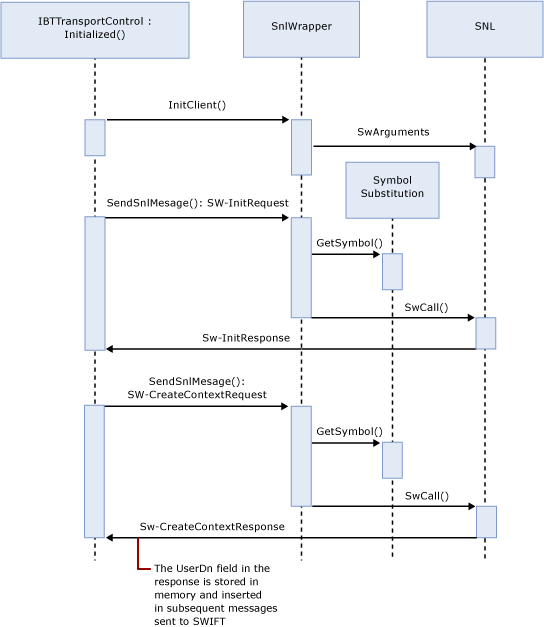 IBTTransportControl :
Initialized()
SnlWrapper
SNL
InitClient()
SwArguments
Symbol
Substitution
SendSnlMesage(): SW-InitRequest
GetSymbol()
SwCall()
Sw-InitResponse
SendSnlMesage():
SW-CreateContextRequest
GetSymbol()
SwCall()
Sw-CreateContextResponse
The UserDn field in the
response is stored in
memory and inserted
in subsequent messages
sent to SWIFT